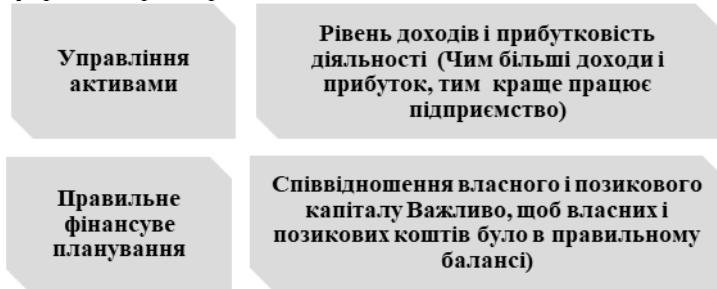 Управління
активами
Рівень доходів і прибутковість
діяльності (Чим більші доходи і
прибуток, тим краще працює
підприємство)
Правильне
фінансуве
планування
Співвідношення власного і позикового
капіталу Важливо, щоб власних і
позикових коштів було в правильному
балансі)